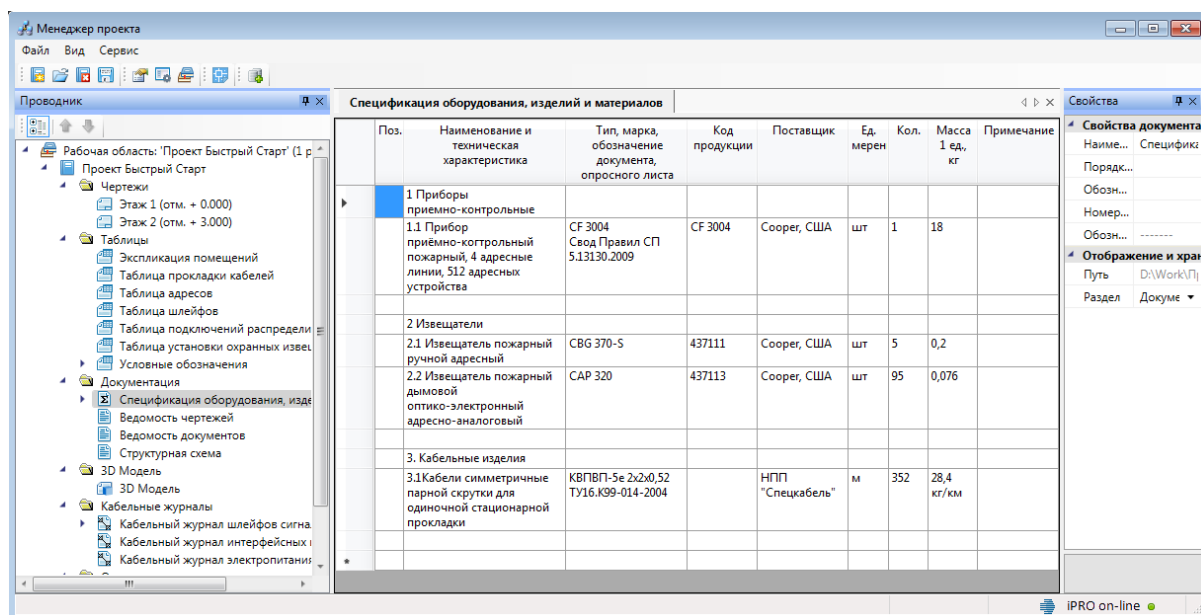 Менеджер проекта
Файл Вид Сервис
Проводник
Рабочая область: 'Проект Быстрый Старт' (1 р
Проект Быстрый Старт
Чертежи
Этаж 1 (отм. + 0.000)
Этаж 2 (отм. + 3.000)
Таблицы
Экспликация помещений
Таблица прокладки кабелей
Таблица адресов
Таблица шлейфов
Таблица подключений распредели
Таблица установки охранных извец
Условные обозначения
Документация
Спецификация оборудования, изде
Ведомость чертежей
Ведомость документов
Структурная схема
3D Модель
3D Модель
Кабельные журналы
Кабельный журнал шлейфов сигна
Кабельный журнал интерфейсных
Кабельный журнал электропитания
Спецификация оборудования, изделий и материалов
Поз. Наименование и Тип, марка, Код Поставщик Ед. Кол. Масса Примечание
техническая обозначение продукции мерен 1 ед.,
характеристика документа, кг
опросного листа
1 Приборы
приемно-контрольные
1.1 Прибор CF 3004 CF 3004 Cooper, США шт 1 18
приёмно-когтрольный Свод Правил СП
пожарный, 4 адресные 5.13130.2009
линии, 512 адресных
устройства
2 Извещатели
2.1 Извещатель пожарный CBG 370-S 437111 Cooper, США шт 5 0,2
ручной адресный
2.2 Извещатель пожарный CAP 320 437113 Cooper, США шт 95 0,076
дымовой
оптико-электронный
адресно-аналоговый
3. Кабельные изделия
3.1Кабели симметричные КВПВП-5е 2х2х0,52 НПП м 352 28,4
парной скрутки для ТУ16.К99-014-2004 "Спецкабель" кг/км
одиночной стационарной
прокладки
Свойства
Свойства документа
Наиме... Специфика
Порядк...
Обозн...
Номер...
Обозн... -------
Отображение и хран
Путь D:\Work\Пр
Раздел Докуме
iPRO on-line